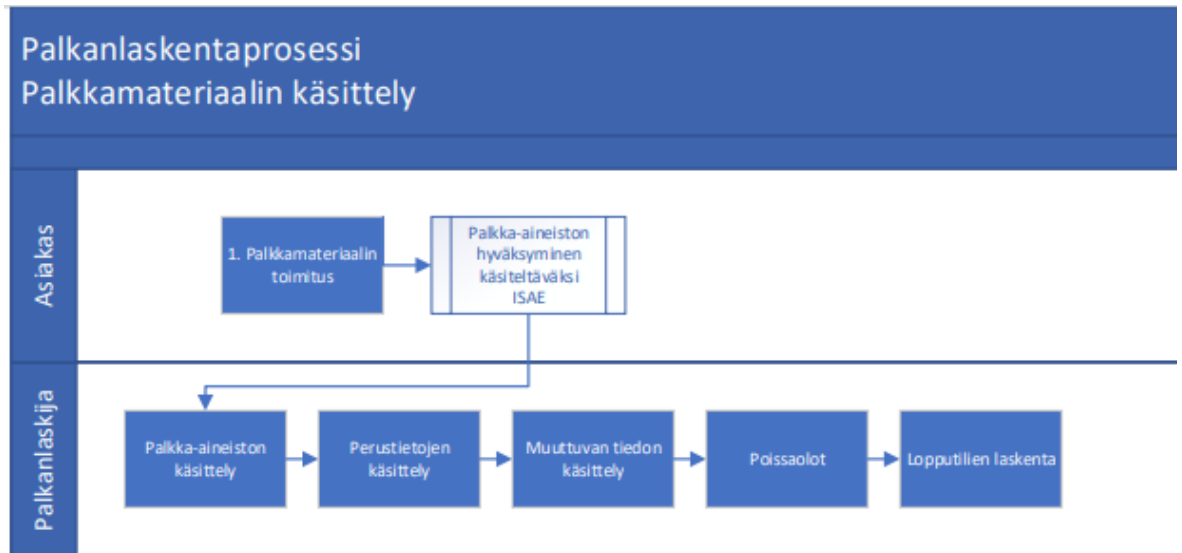 Palkanlaskentaprosessi
Palkkamateriaalin käsittely
Asiakas
1. Palkkamateriaalin
toimitus
Palkka-aineiston
hyväksyminen
käsiteltäväksi
ISAE
Palkanlaskija
Palkka-aineiston
käsittely
Perustietojen
käsittely
Muuttuvan tiedon
käsittely
Poissaolot
Lopputilien laskenta